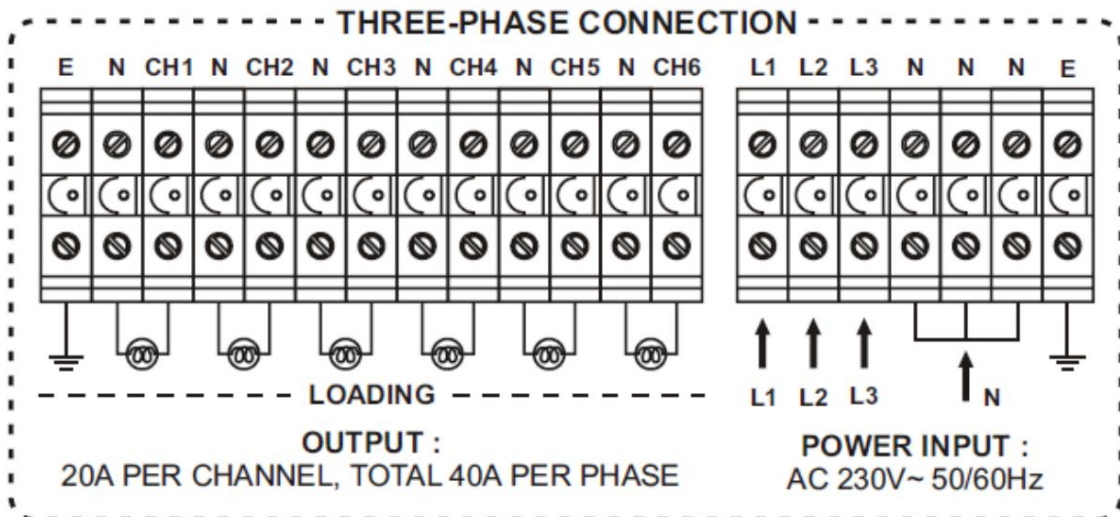 THREE-PHASE CONNECTION
E N CH1 N CH2 N CH3 N CH4 N CH5 N CH6 L1 L2 L3 N N N E
L1 L2 L3 N
LOADING
OUTPUT :
20A PER CHANNEL, TOTAL 40A PER PHASE
POWER INPUT :
AC 230V~ 50/60Hz